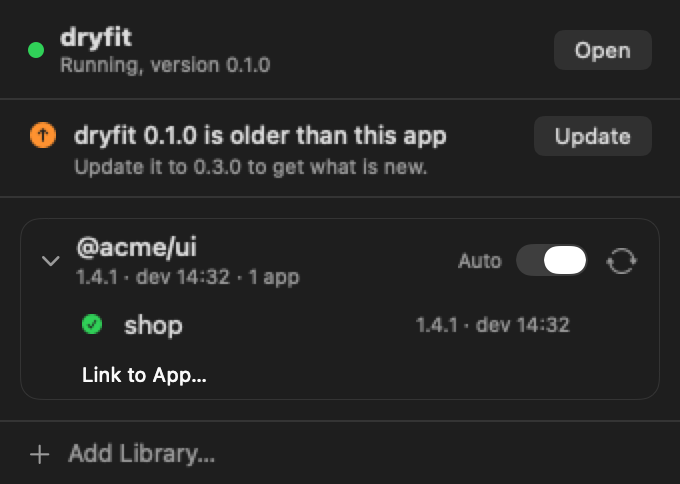 dryfit
Running, version 0.1.0
Open
dryfit 0.1.0 is older than this app
Update it to 0.3.0 to get what is new.
Update
@acme/ui
1.4.1 · dev 14:32 · 1 app
Auto
shop
1.4.1 · dev 14:32
Link to App...
Add Library...